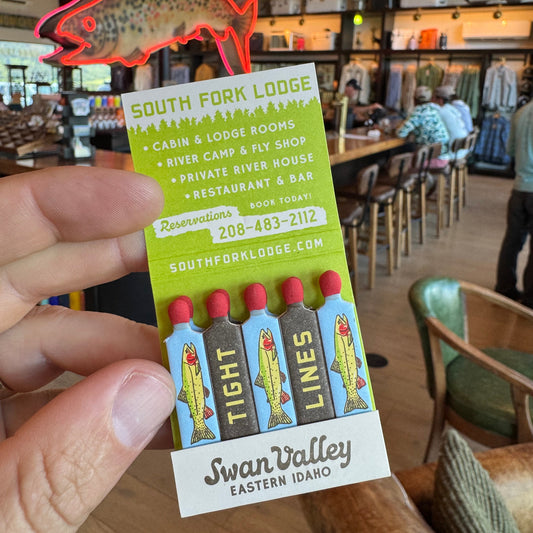 SOUTH FORK LODGE
• CABIN & LODGE ROOMS
• RIVER CAMP & FLY SHOP
• PRIVATE RIVER HOUSE
• RESTAURANT & BAR
BOOK TODAY!
Reservations
208-483-2112
SOUTHFORKLODGE.COM
TIGHT
LINES
Swan Valley
EASTERN IDAHO